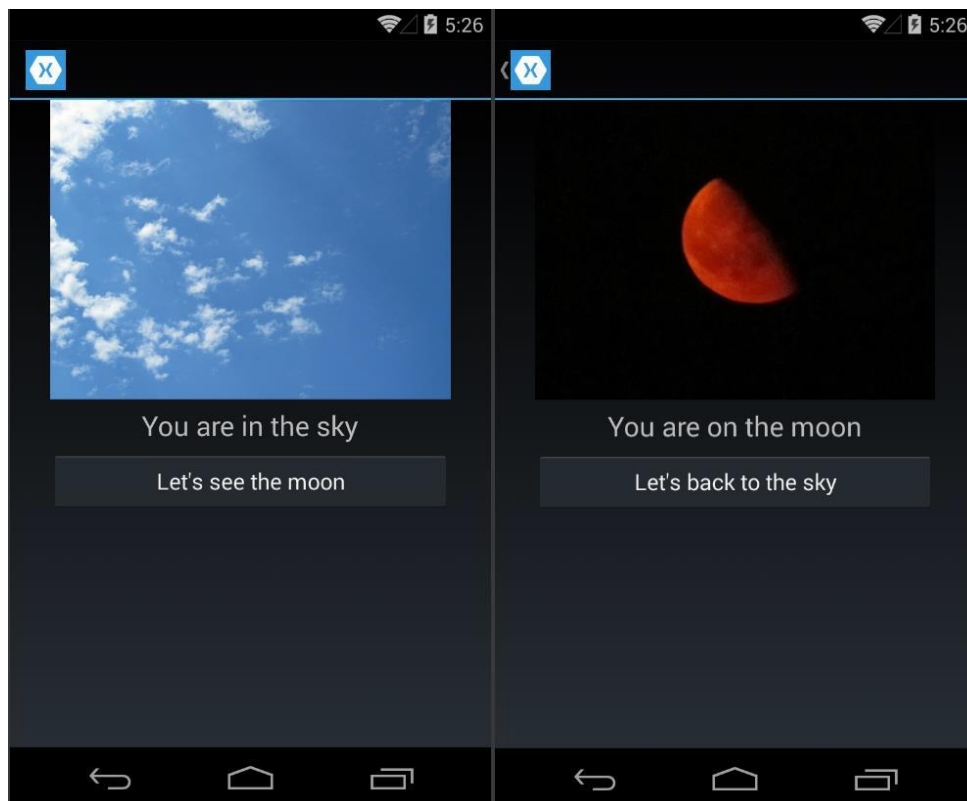 5:26
You are in the sky
Let's see the moon
5:26
You are on the moon
Let's back to the sky